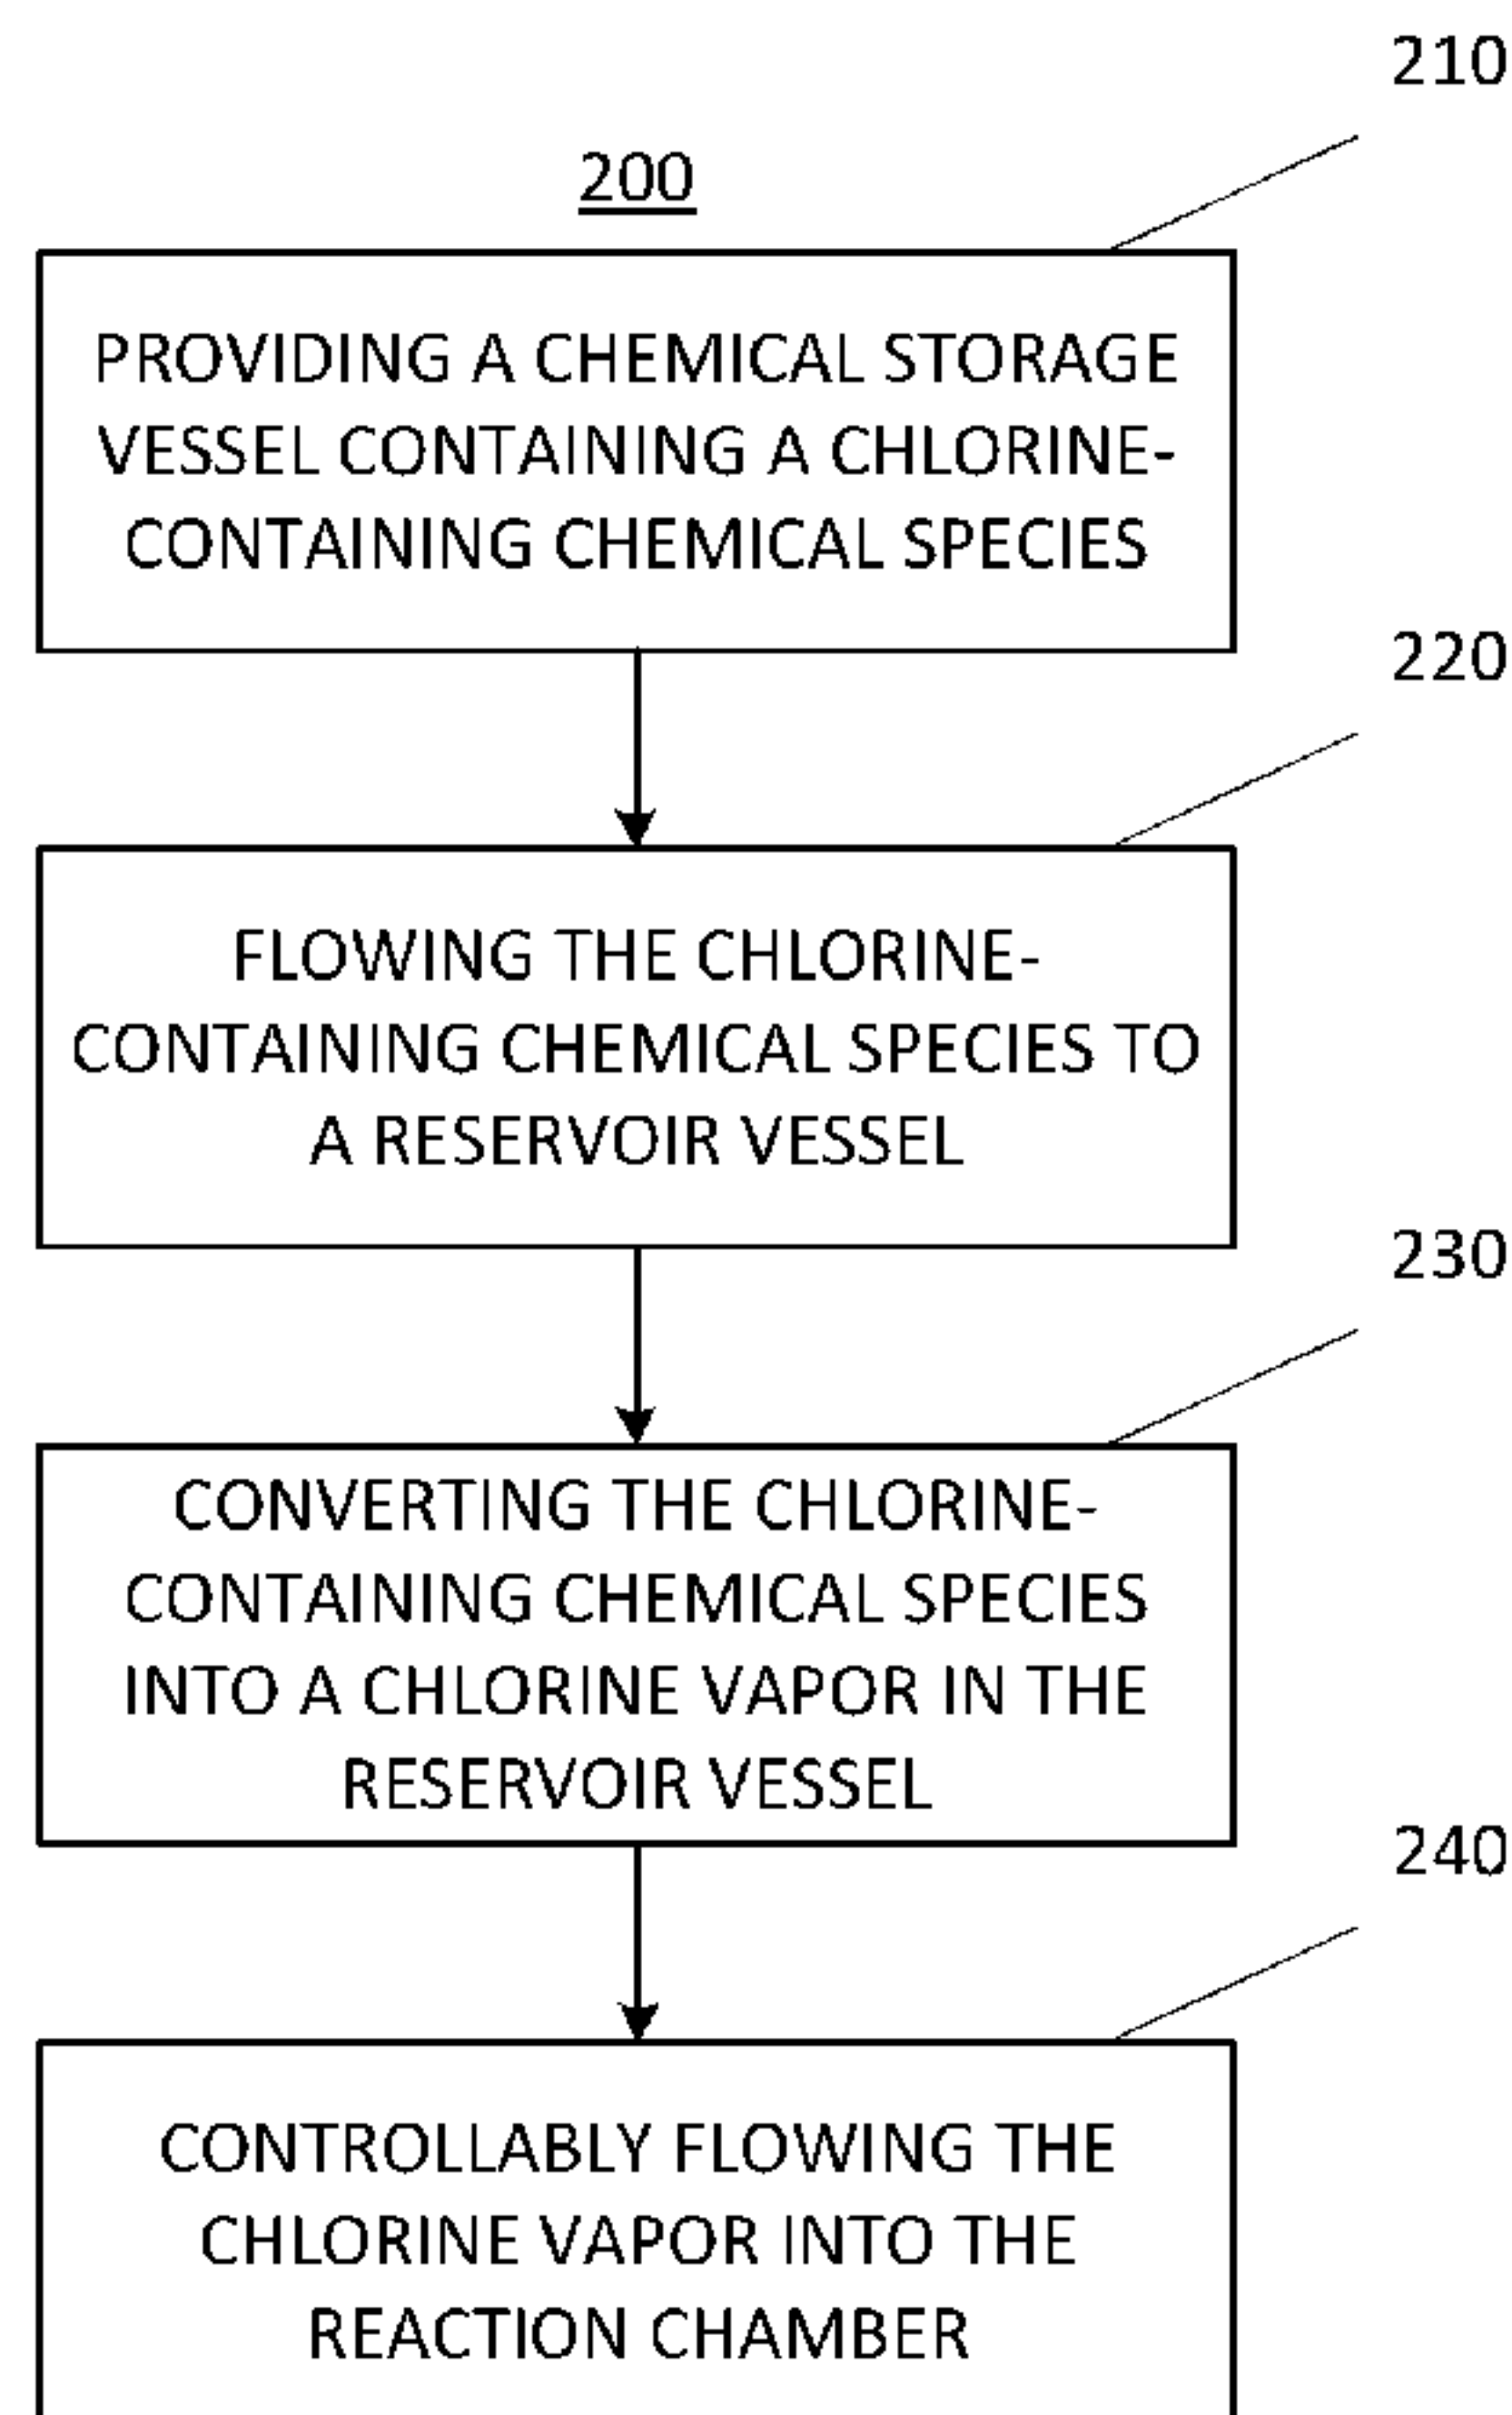 210
200
PROVIDING A CHEMICAL STORAGE
VESSEL CONTAINING A CHLORINE-
CONTAINING CHEMICAL SPECIES
220
FLOWING THE CHLORINE-
CONTAINING CHEMICAL SPECIES TO
A RESERVOIR VESSEL
230
CONVERTING THE CHLORINE-
CONTAINING CHEMICAL SPECIES
INTO A CHLORINE VAPOR IN THE
RESERVOIR VESSEL
240
CONTROLLABLY FLOWING THE
CHLORINE VAPOR INTO THE
REACTION CHAMBER